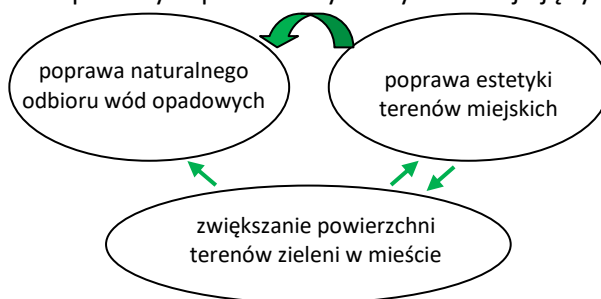 poprawa naturalnego
odbioru wód opadowych
poprawa estetyki
terenów miejskich
zwiększanie powierzchni
terenów zieleni w mieście